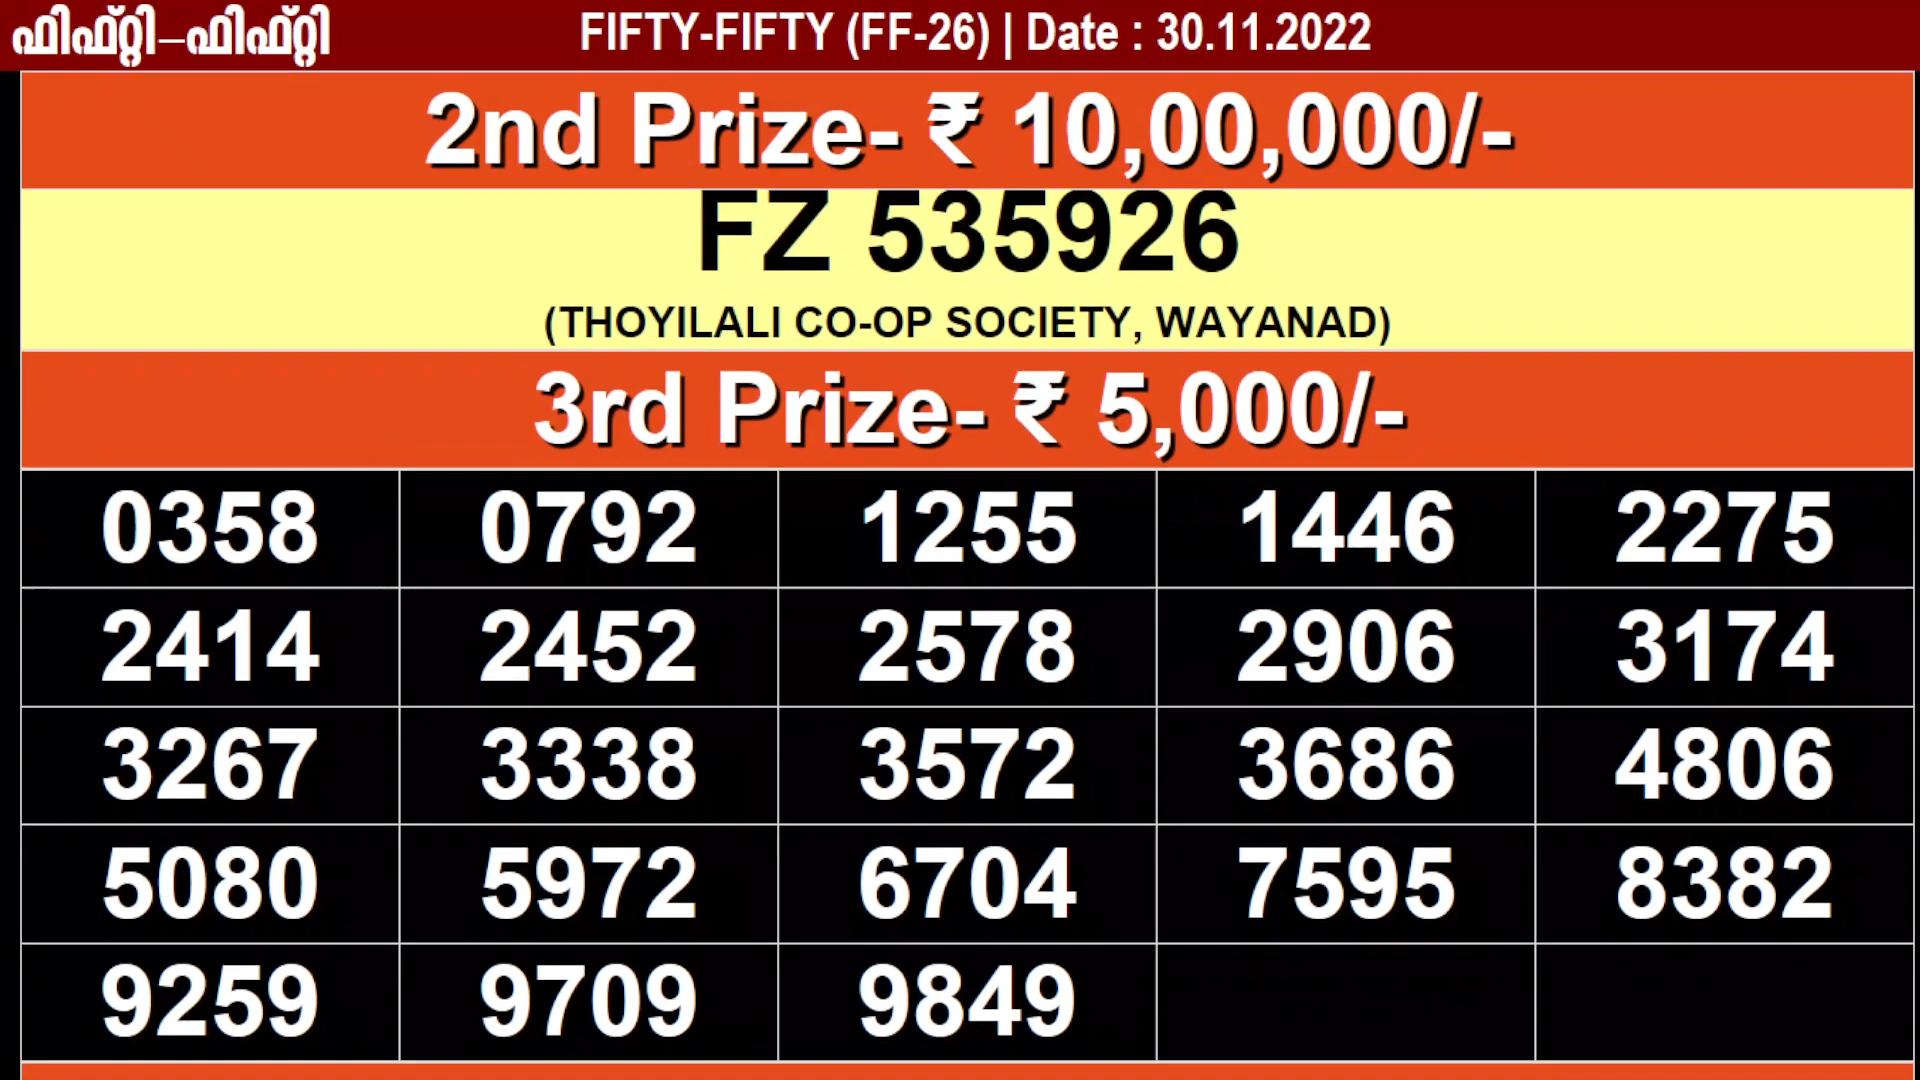 ഫിഫ്റ്റി-ഫിഫ്റ്റി FIFTY-FIFTY (FF-26) | Date : 30.11.2022
2nd Prize- ₹ 10,00,000/-
FZ 535926
(THOYILALI CO-OP SOCIETY, WAYANAD)
3rd Prize- ₹ 5,000/-
0358 0792 1255 1446 2275
2414 2452 2578 2906 3174
3267 3338 3572 3686 4806
5080 5972 6704 7595 8382
9259 9709 9849